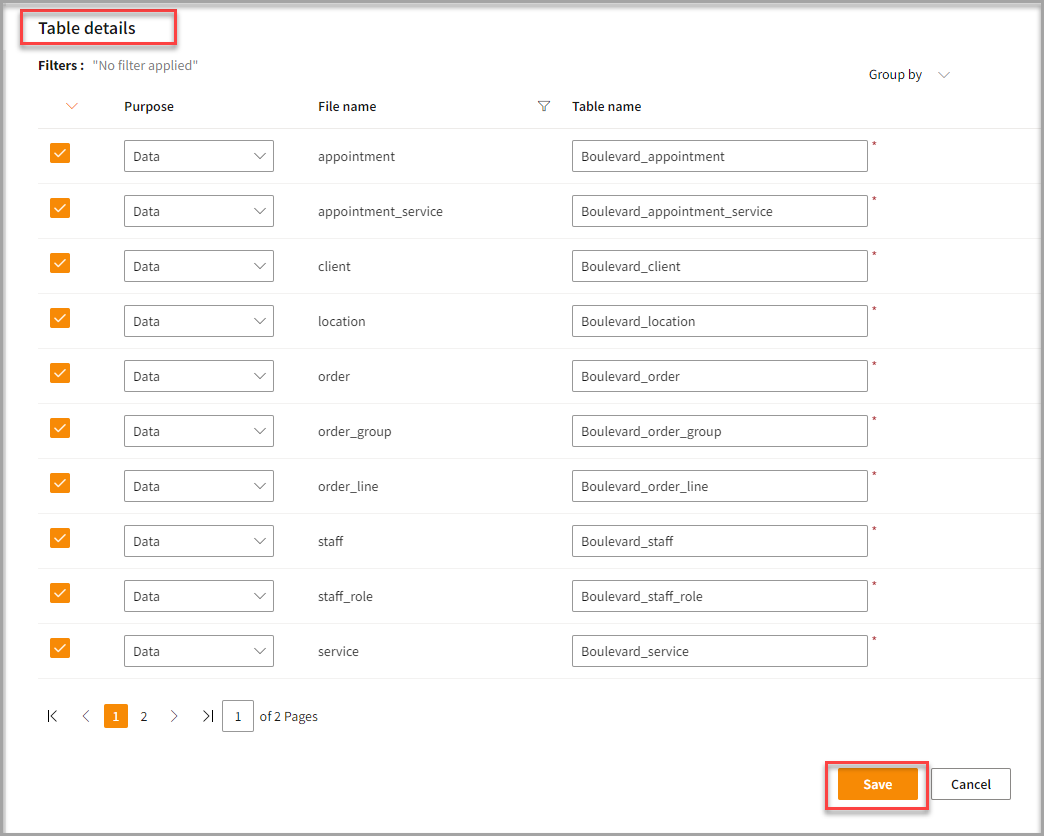 Table details
Filters : "No filter applied"
Group by
Purpose File name Table name
Data appointment Boulevard_appointment *
Data appointment_service Boulevard_appointment_service *
Data client Boulevard_client *
Data location Boulevard_location *
Data order Boulevard_order *
Data order_group Boulevard_order_group *
Data order_line Boulevard_order_line *
Data staff Boulevard_staff *
Data staff_role Boulevard_staff_role *
Data service Boulevard_service *
1 2 1 of 2 Pages
Save Cancel